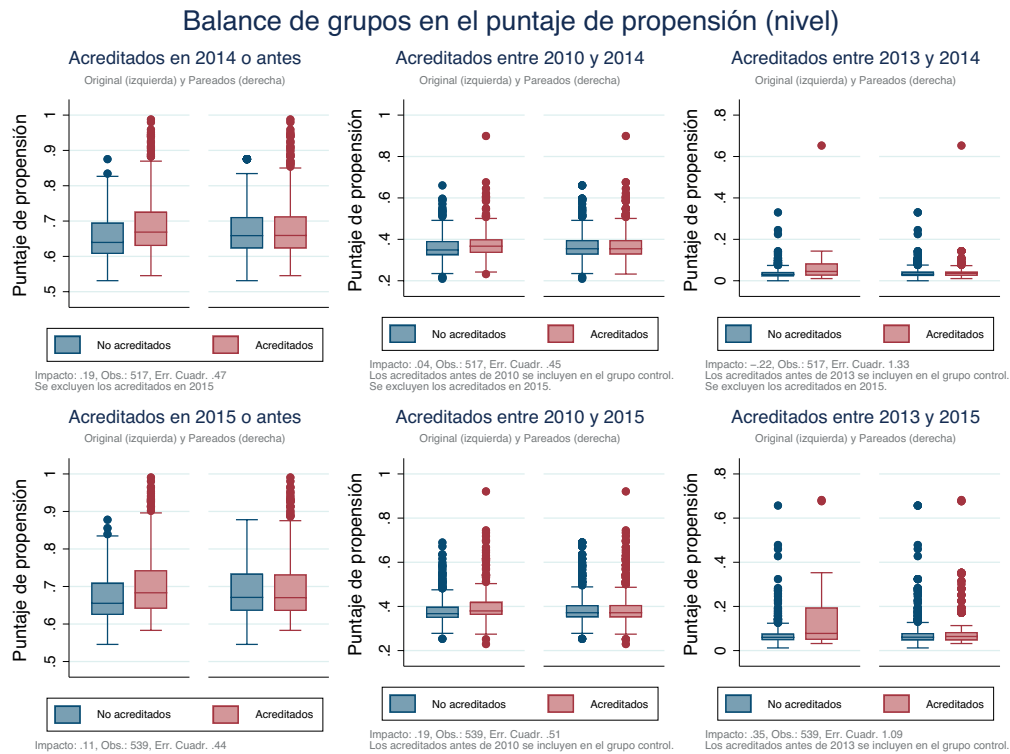 Balance de grupos en el puntaje de propensión (nivel)
Acreditados en 2014 o antes
Original (izquierda) y Pareados (derecha)
Puntaje de propensión
1
.9
.8
.7
.6
.5
No acreditados
Acreditados
Impacto: .19, Obs.: 517, Err. Cuadr. .47
Se excluyen los acreditados en 2015
Acreditados entre 2010 y 2014
Original (izquierda) y Pareados (derecha)
Puntaje de propensión
1
.8
.6
.4
.2
No acreditados
Acreditados
Impacto: .04, Obs.: 517, Err. Cuadr. .45
Los acreditados antes de 2010 se incluyen en el grupo control.
Se excluyen los acreditados en 2015.
Acreditados entre 2013 y 2014
Original (izquierda) y Pareados (derecha)
Puntaje de propensión
.8
.6
.4
.2
0
No acreditados
Acreditados
Impacto: −.22, Obs.: 517, Err. Cuadr. 1.33
Los acreditados antes de 2013 se incluyen en el grupo control.
Se excluyen los acreditados en 2015.
Acreditados en 2015 o antes
Original (izquierda) y Pareados (derecha)
Puntaje de propensión
1
.9
.8
.7
.6
.5
No acreditados
Acreditados
Impacto: .11, Obs.: 539, Err. Cuadr. .44
Acreditados entre 2010 y 2015
Original (izquierda) y Pareados (derecha)
Puntaje de propensión
1
.8
.6
.4
.2
No acreditados
Acreditados
Impacto: .19, Obs.: 539, Err. Cuadr. .51
Los acreditados antes de 2010 se incluyen en el grupo control.
Acreditados entre 2013 y 2015
Original (izquierda) y Pareados (derecha)
Puntaje de propensión
.8
.6
.4
.2
0
No acreditados
Acreditados
Impacto: .35, Obs.: 539, Err. Cuadr. 1.09
Los acreditados antes de 2013 se incluyen en el grupo control.